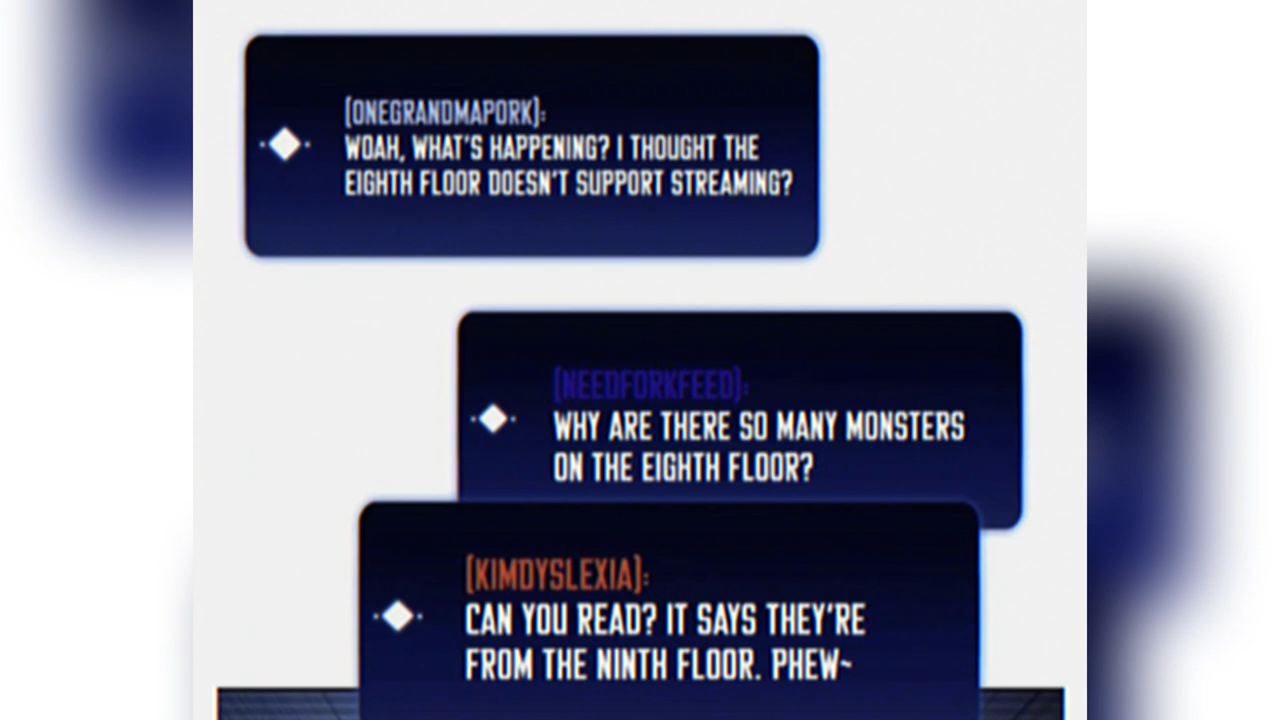 [ONEGRANDMAPORK]:
WOAH, WHAT'S HAPPENING? I THOUGHT THE
EIGHTH FLOOR DOESN'T SUPPORT STREAMING?
[NEEDFORKFEED]:
WHY ARE THERE SO MANY MONSTERS
ON THE EIGHTH FLOOR?
[KIMDYSLEXIA]:
CAN YOU READ? IT SAYS THEY'RE
FROM THE NINTH FLOOR. PHEW~